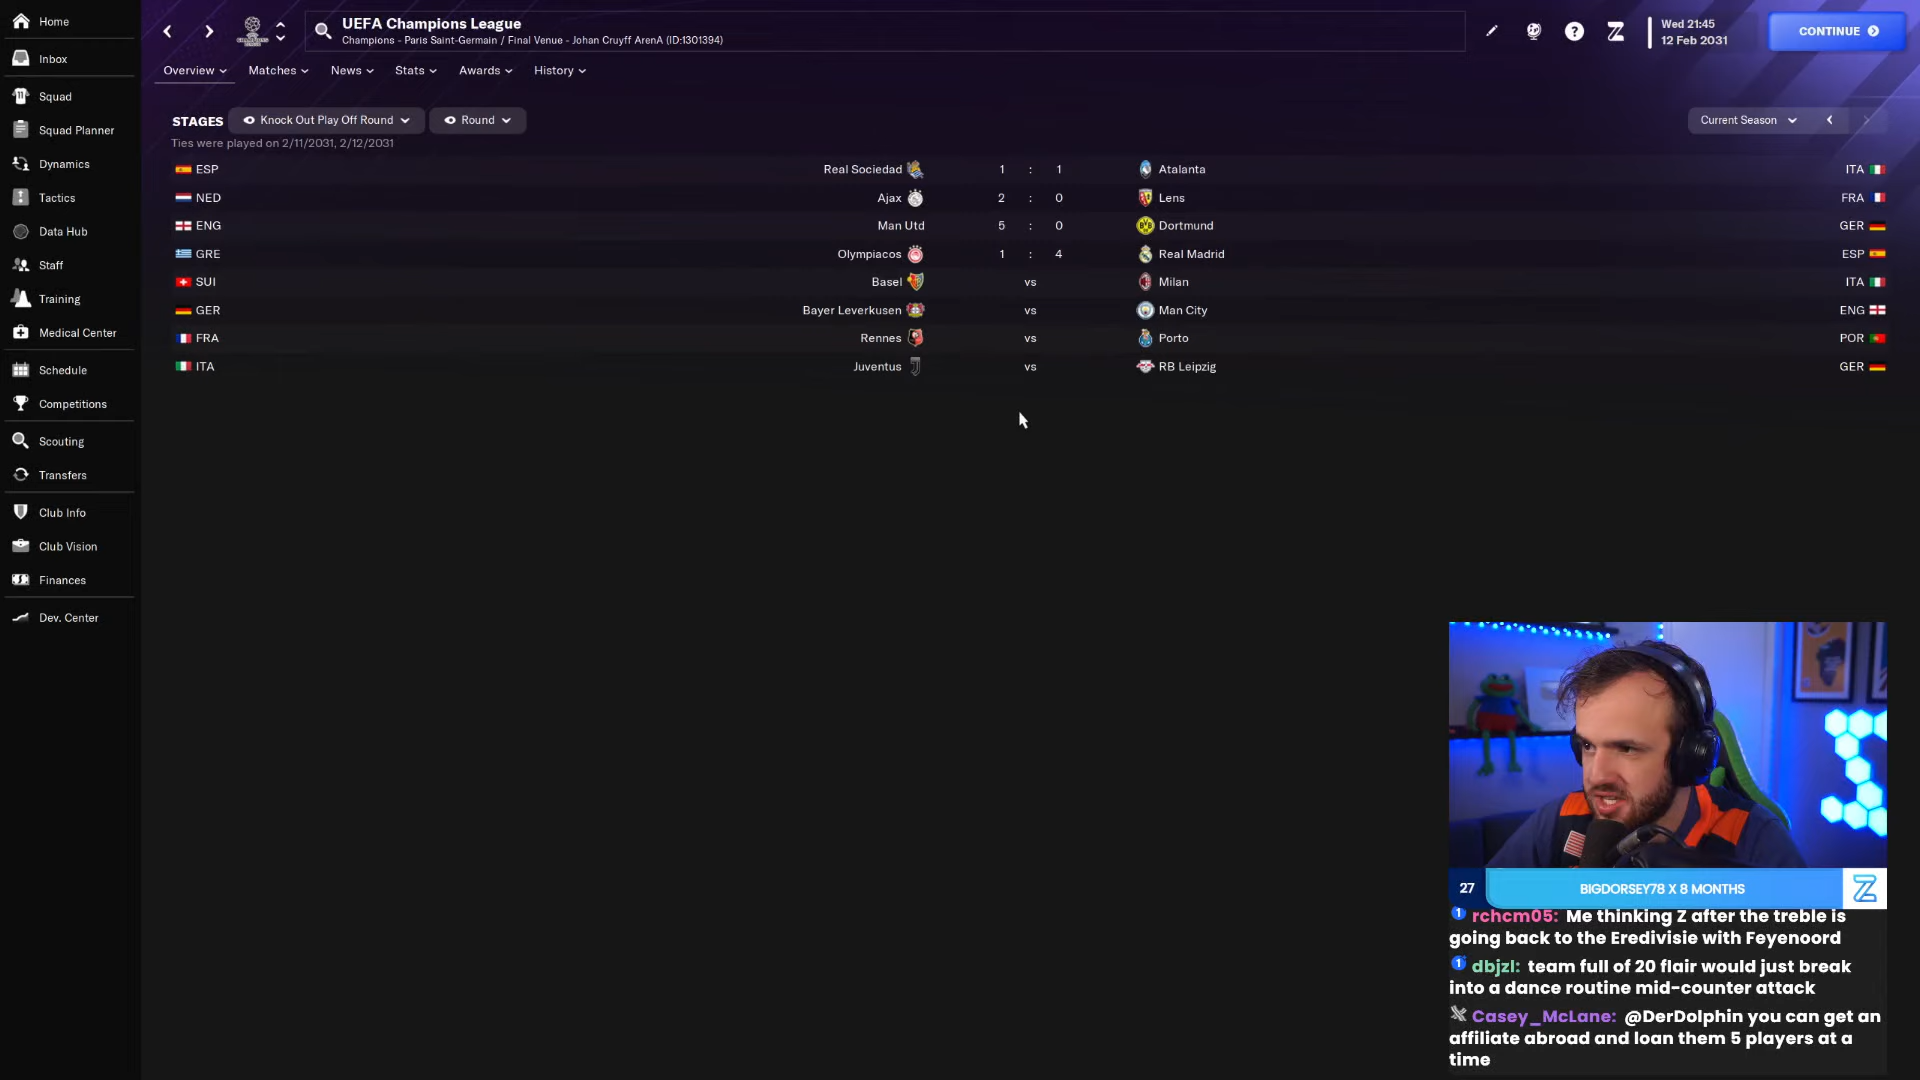 Home
Inbox
Squad
Squad Planner
Dynamics
Tactics
Data Hub
Staff
Training
Medical Center
Schedule
Competitions
Scouting
Transfers
Club Info
Club Vision
Finances
Dev. Center
UEFA Champions League
Champions - Paris Saint-Germain / Final Venue - Johan Cruyff ArenA (ID:1301394)
Wed 21:45
12 Feb 2031
CONTINUE
Overview
Matches
News
Stats
Awards
History
STAGES
Knock Out Play Off Round
Round
Current Season
Ties were played on 2/11/2031, 2/12/2031
ESP Real Sociedad 1 : 1 Atalanta ITA
NED Ajax 2 : 0 Lens FRA
ENG Man Utd 5 : 0 Dortmund GER
GRE Olympiacos 1 : 4 Real Madrid ESP
SUI Basel vs Milan ITA
GER Bayer Leverkusen vs Man City ENG
FRA Rennes vs Porto POR
ITA Juventus vs RB Leipzig GER
27 BIGDORSEY78 X 8 MONTHS Z
1 rchcm05: Me thinking Z after the treble is
going back to the Eredivisie with Feyenoord
1 dbjzl: team full of 20 flair would just break
into a dance routine mid-counter attack
Casey_McLane: @DerDolphin you can get an
affiliate abroad and loan them 5 players at a
time